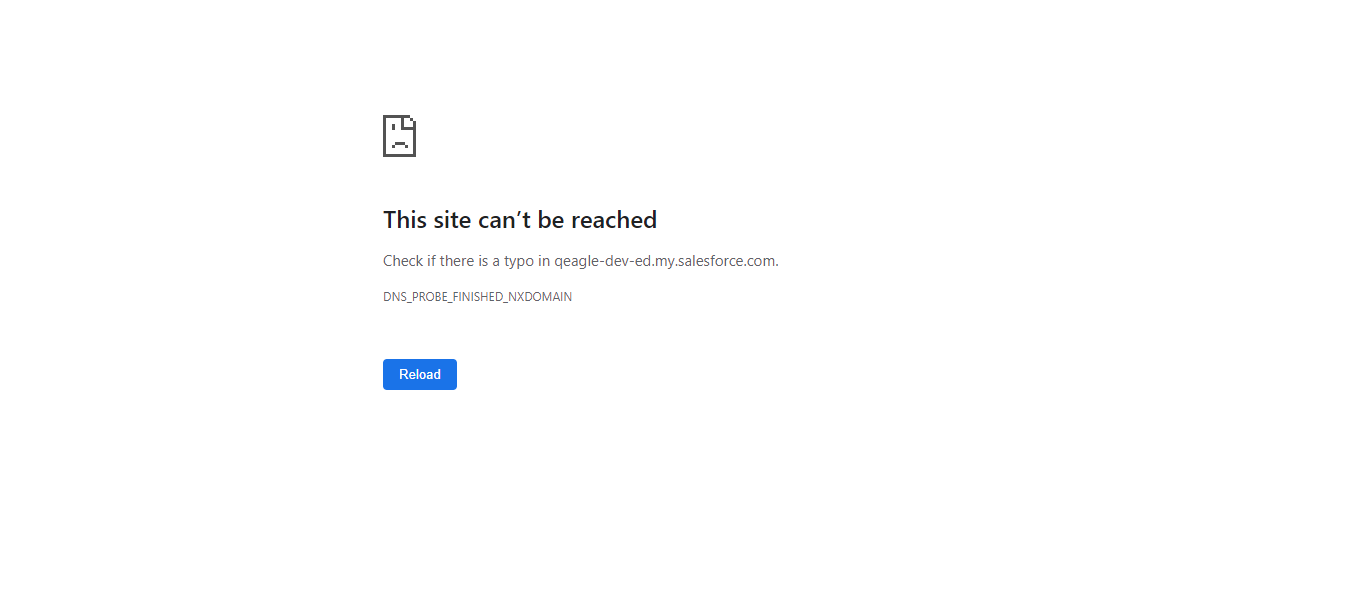 This site can’t be reached
Check if there is a typo in qeagle-dev-ed.my.salesforce.com.
DNS_PROBE_FINISHED_NXDOMAIN
Reload